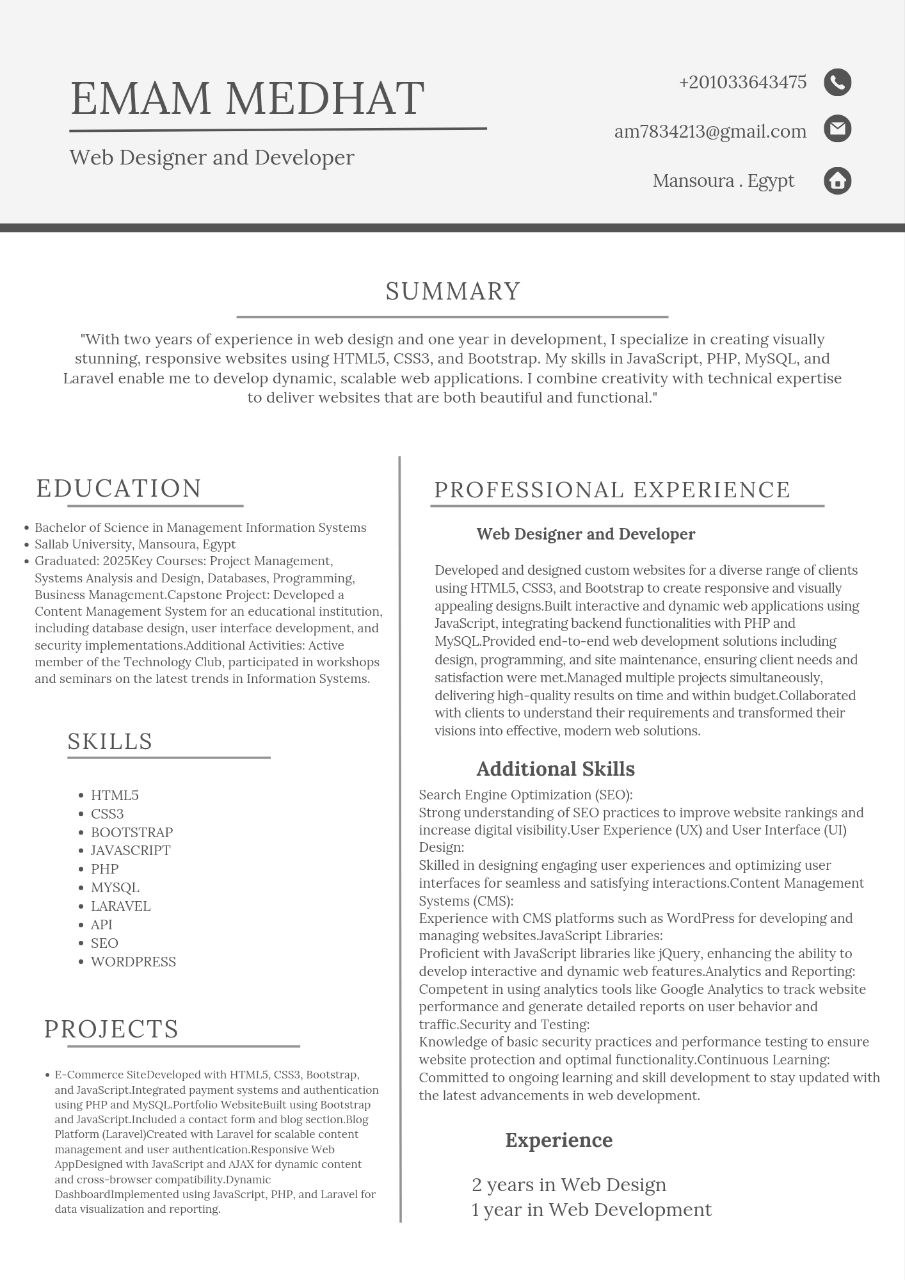 EMAM MEDHAT
Web Designer and Developer
+201033643475
am7834213@gmail.com
Mansoura . Egypt
SUMMARY
"With two years of experience in web design and one year in development, I specialize in creating visually
stunning, responsive websites using HTML5, CSS3, and Bootstrap. My skills in JavaScript, PHP, MySQL, and
Laravel enable me to develop dynamic, scalable web applications. I combine creativity with technical expertise
to deliver websites that are both beautiful and functional."
EDUCATION
• Bachelor of Science in Management Information Systems
• Sallab University, Mansoura, Egypt
• Graduated: 2025Key Courses: Project Management,
Systems Analysis and Design, Databases, Programming,
Business Management.Capstone Project: Developed a
Content Management System for an educational institution,
including database design, user interface development, and
security implementations.Additional Activities: Active
member of the Technology Club, participated in workshops
and seminars on the latest trends in Information Systems.
SKILLS
• HTML5
• CSS3
• BOOTSTRAP
• JAVASCRIPT
• PHP
• MYSQL
• LARAVEL
• API
• SEO
• WORDPRESS
PROJECTS
• E-Commerce SiteDeveloped with HTML5, CSS3, Bootstrap,
and JavaScript.Integrated payment systems and authentication
using PHP and MySQL.Portfolio WebsiteBuilt using Bootstrap
and JavaScript.Included a contact form and blog section.Blog
Platform (Laravel)Created with Laravel for scalable content
management and user authentication.Responsive Web
AppDesigned with JavaScript and AJAX for dynamic content
and cross-browser compatibility.Dynamic
DashboardImplemented using JavaScript, PHP, and Laravel for
data visualization and reporting.
PROFESSIONAL EXPERIENCE
Web Designer and Developer
Developed and designed custom websites for a diverse range of clients
using HTML5, CSS3, and Bootstrap to create responsive and visually
appealing designs.Built interactive and dynamic web applications using
JavaScript, integrating backend functionalities with PHP and
MySQL.Provided end-to-end web development solutions including
design, programming, and site maintenance, ensuring client needs and
satisfaction were met.Managed multiple projects simultaneously,
delivering high-quality results on time and within budget.Collaborated
with clients to understand their requirements and transformed their
visions into effective, modern web solutions.
Additional Skills
Search Engine Optimization (SEO):
Strong understanding of SEO practices to improve website rankings and
increase digital visibility.User Experience (UX) and User Interface (UI)
Design:
Skilled in designing engaging user experiences and optimizing user
interfaces for seamless and satisfying interactions.Content Management
Systems (CMS):
Experience with CMS platforms such as WordPress for developing and
managing websites.JavaScript Libraries:
Proficient with JavaScript libraries like jQuery, enhancing the ability to
develop interactive and dynamic web features.Analytics and Reporting:
Competent in using analytics tools like Google Analytics to track website
performance and generate detailed reports on user behavior and
traffic.Security and Testing:
Knowledge of basic security practices and performance testing to ensure
website protection and optimal functionality.Continuous Learning:
Committed to ongoing learning and skill development to stay updated with
the latest advancements in web development.
Experience
2 years in Web Design
1 year in Web Development